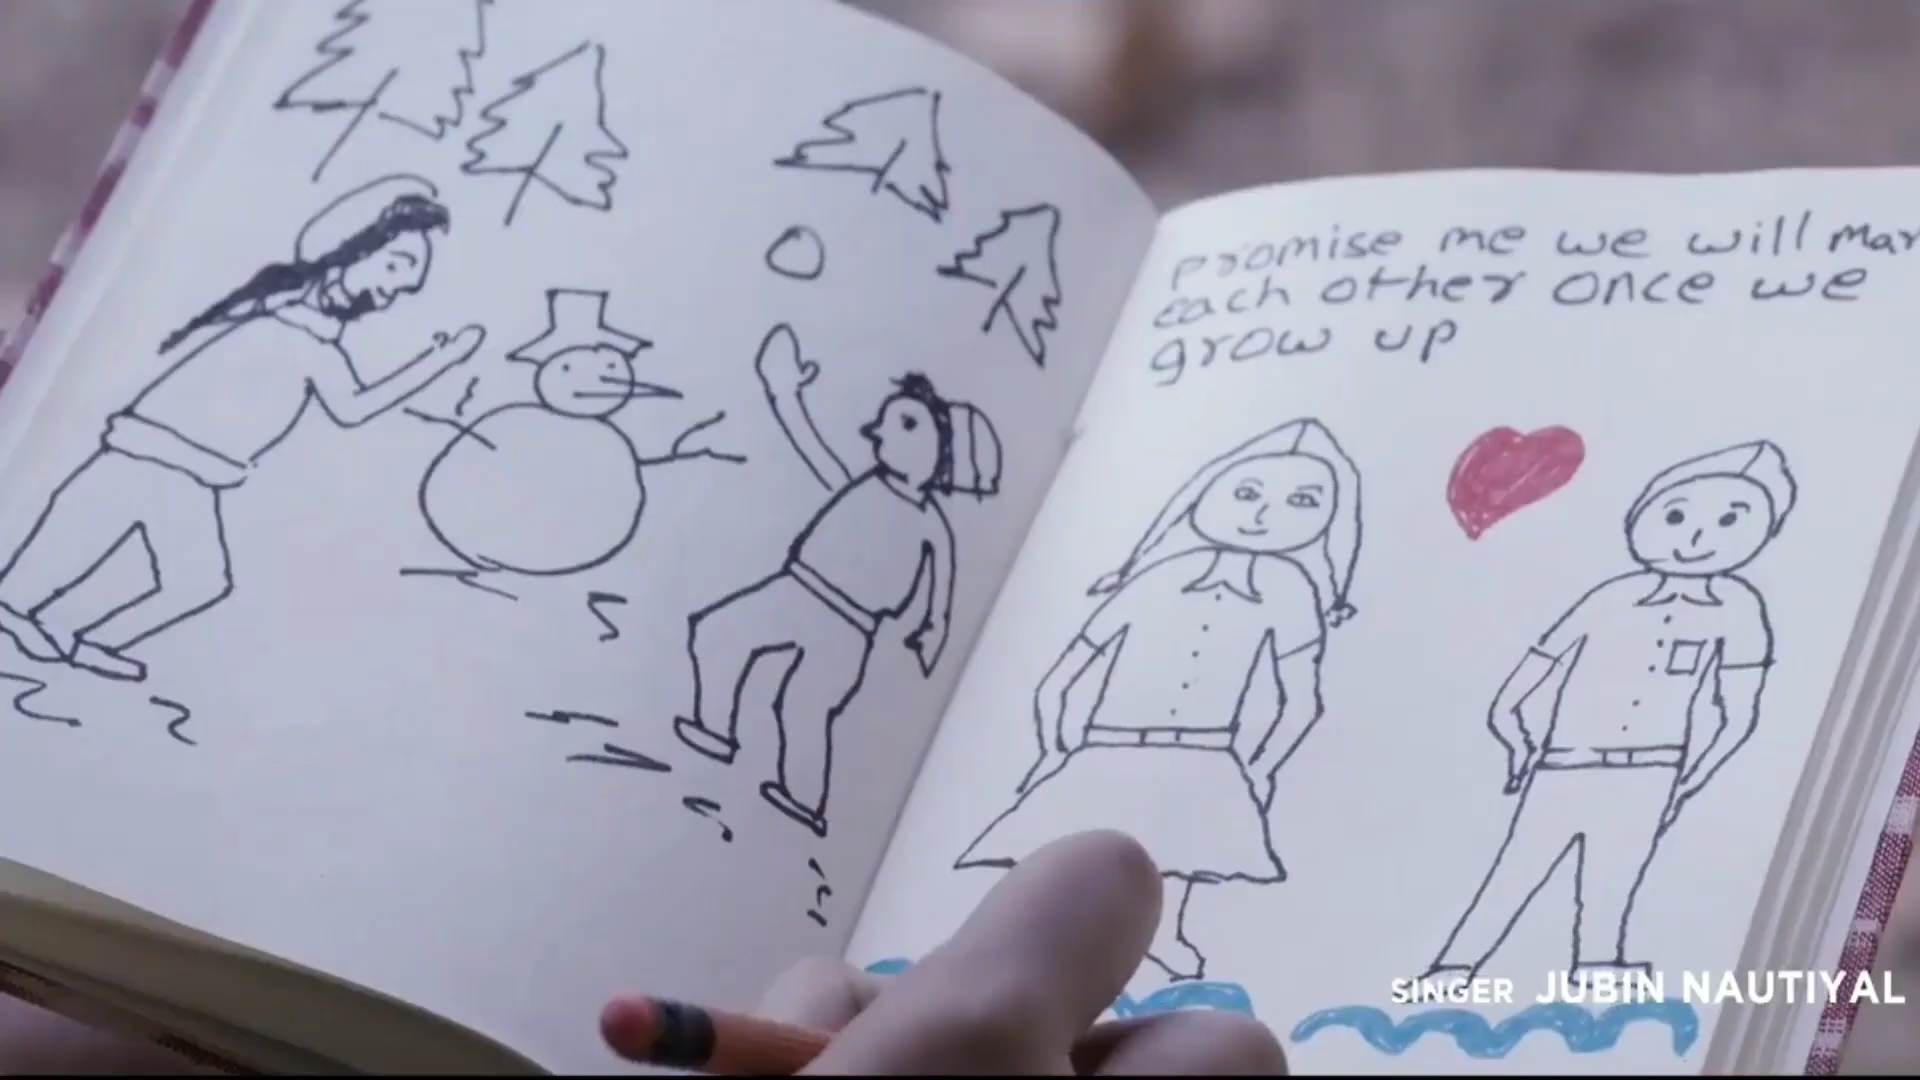 promise me we will mar
each other once we
grow up
SINGER JUBIN NAUTIYAL